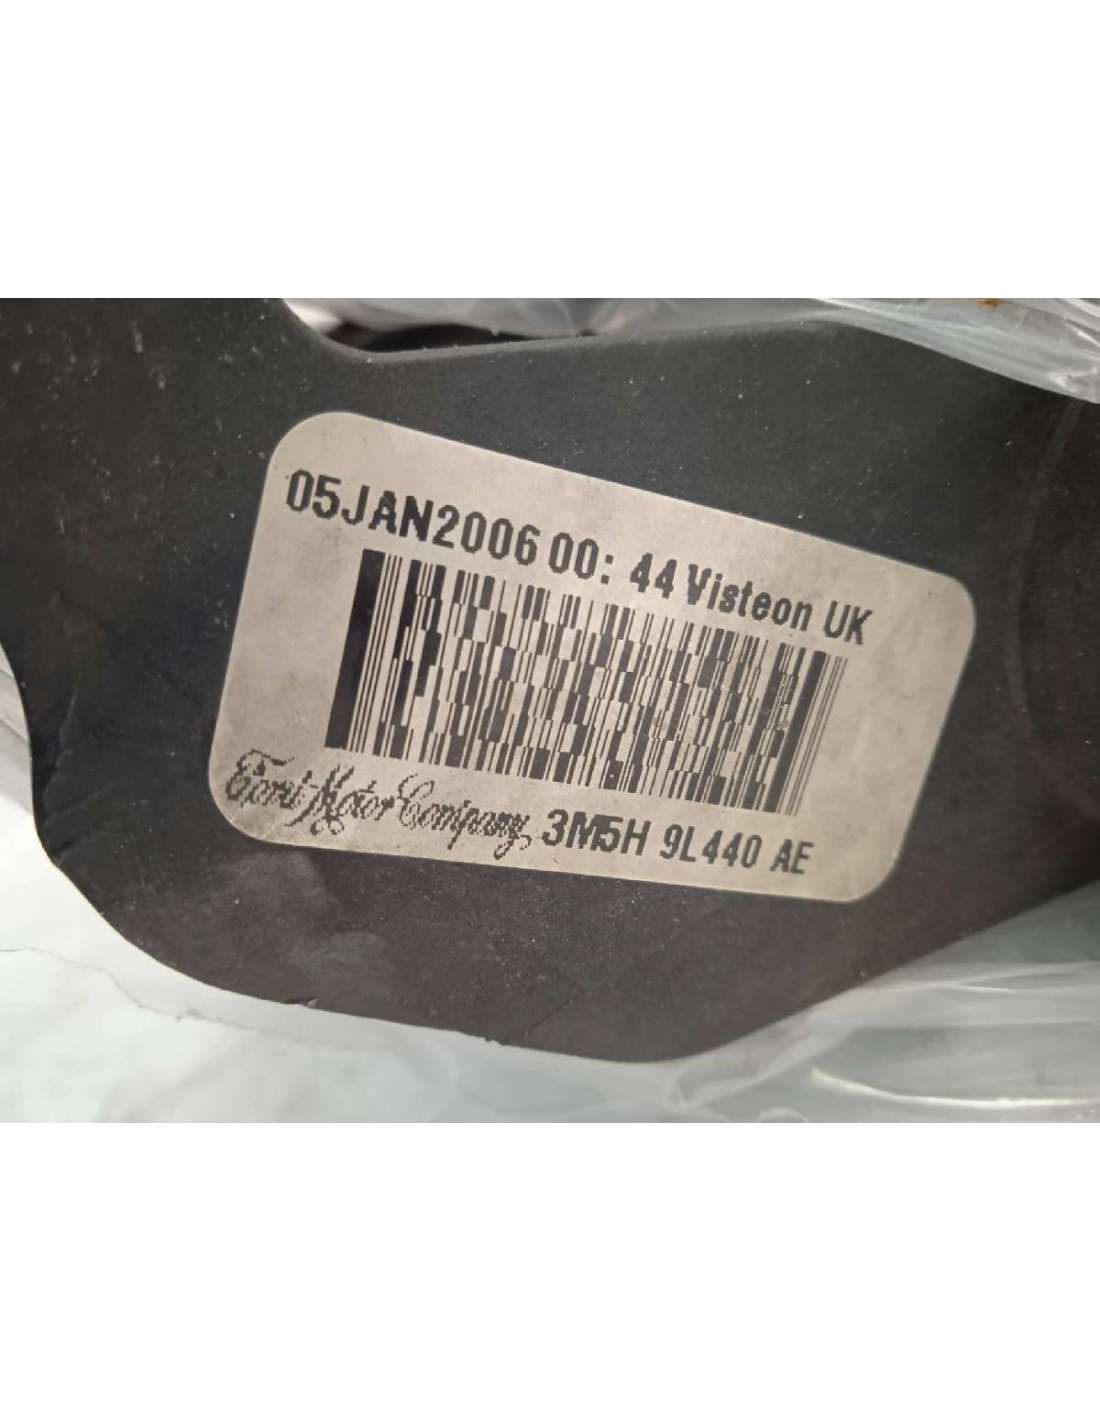 05JAN2006 00: 44 Visteon UK
Ford Motor Company, 3M5H 9L440 AE